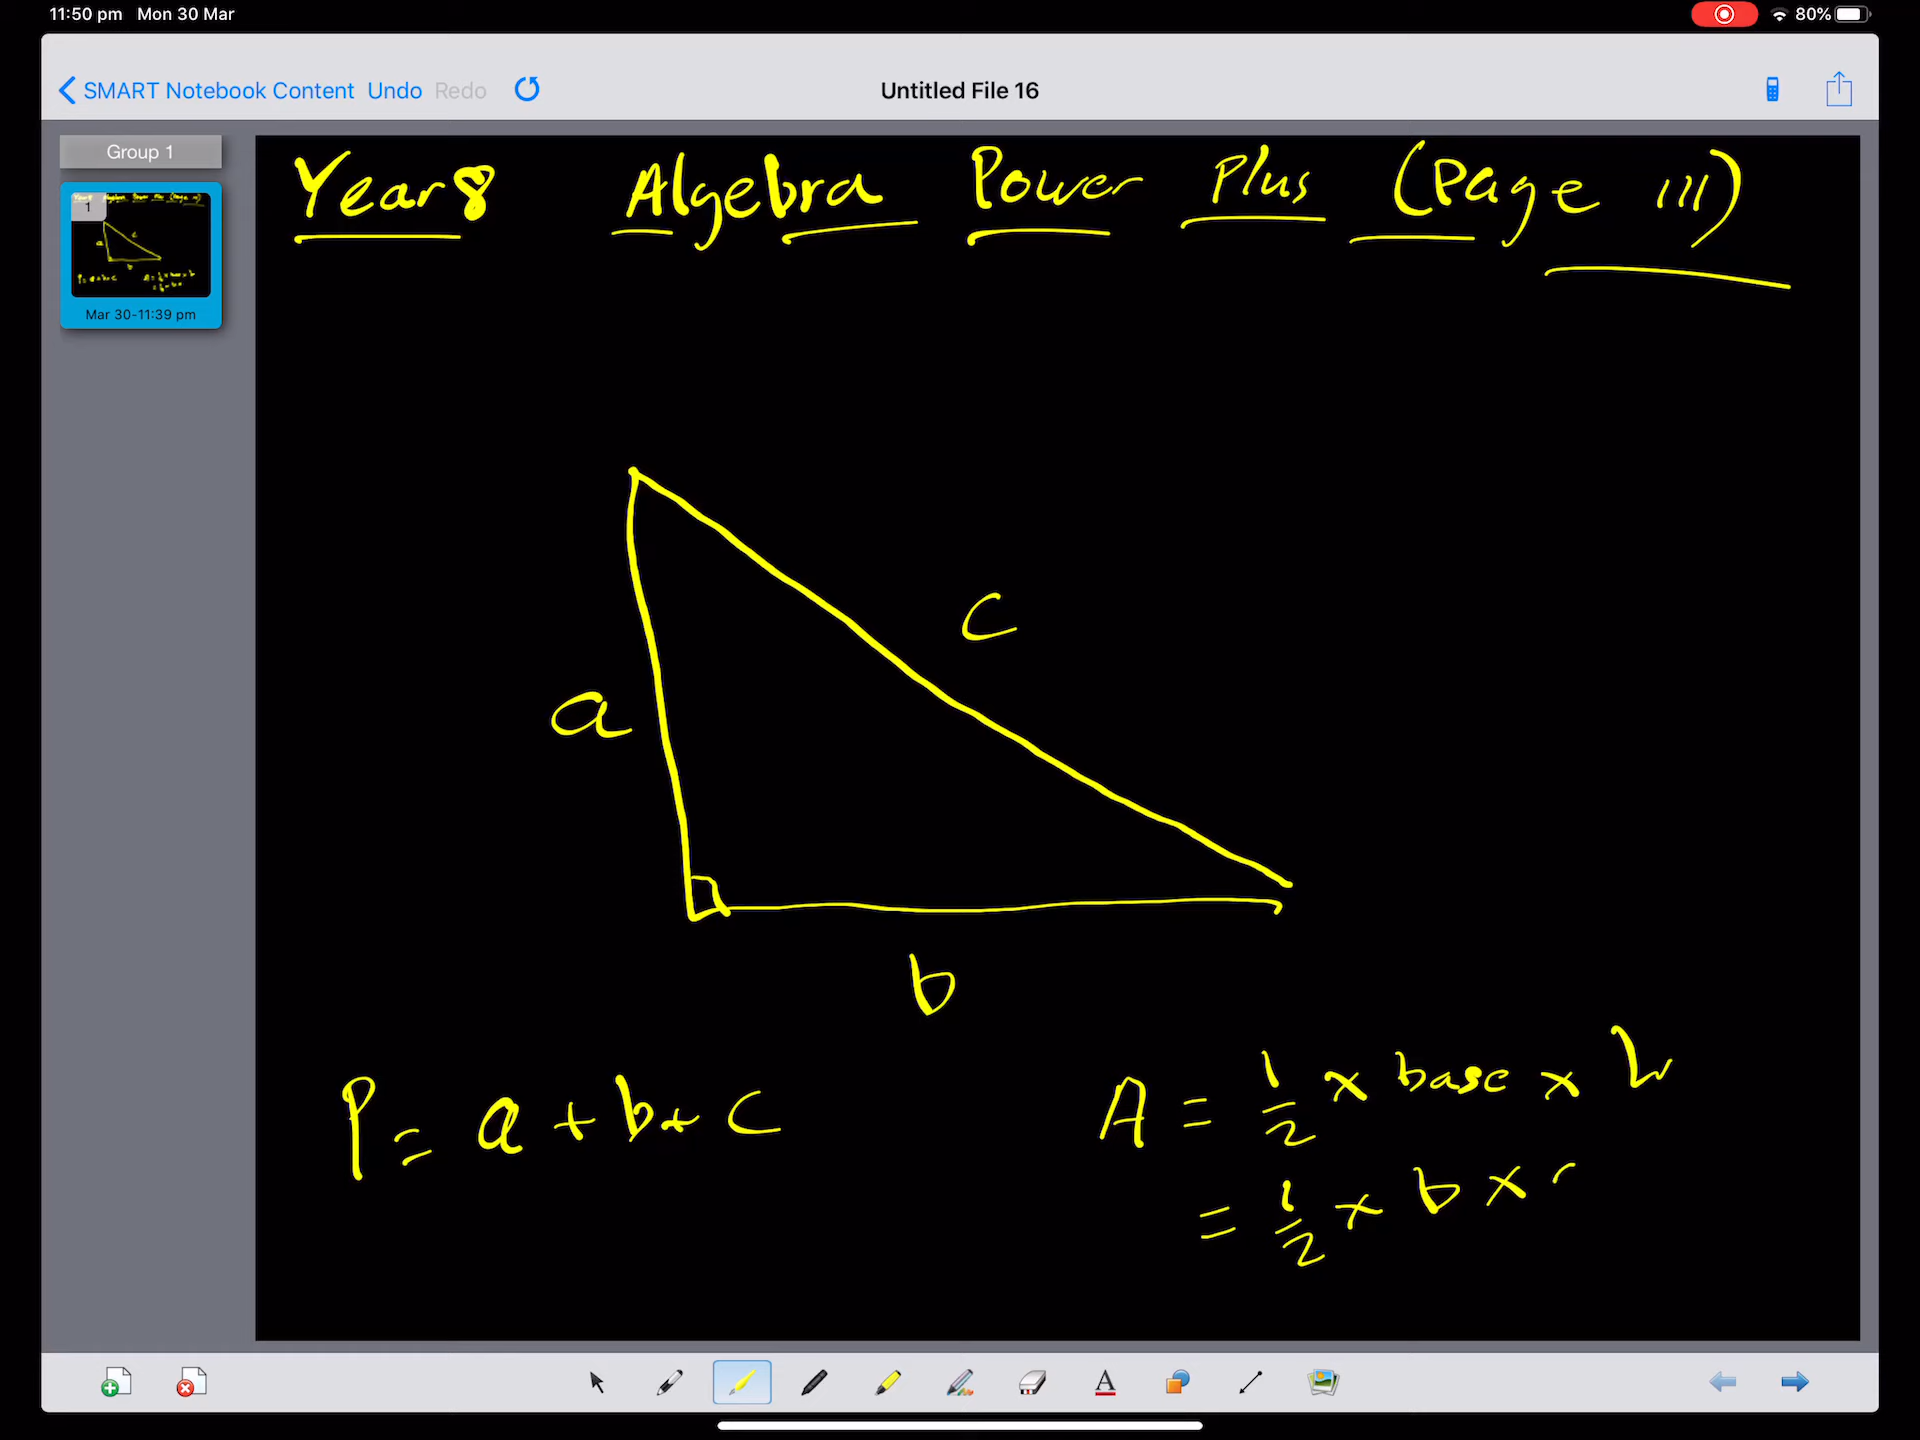 11:50 pm Mon 30 Mar 80%
SMART Notebook Content Undo Redo Untitled File 16
Group 1
1
Mar 30-11:39 pm
Year 8 Algebra Power Plus (Page 111)
c
a
b
P = a + b + c
A = 1/2 x base x h
= 1/2 x b x
A